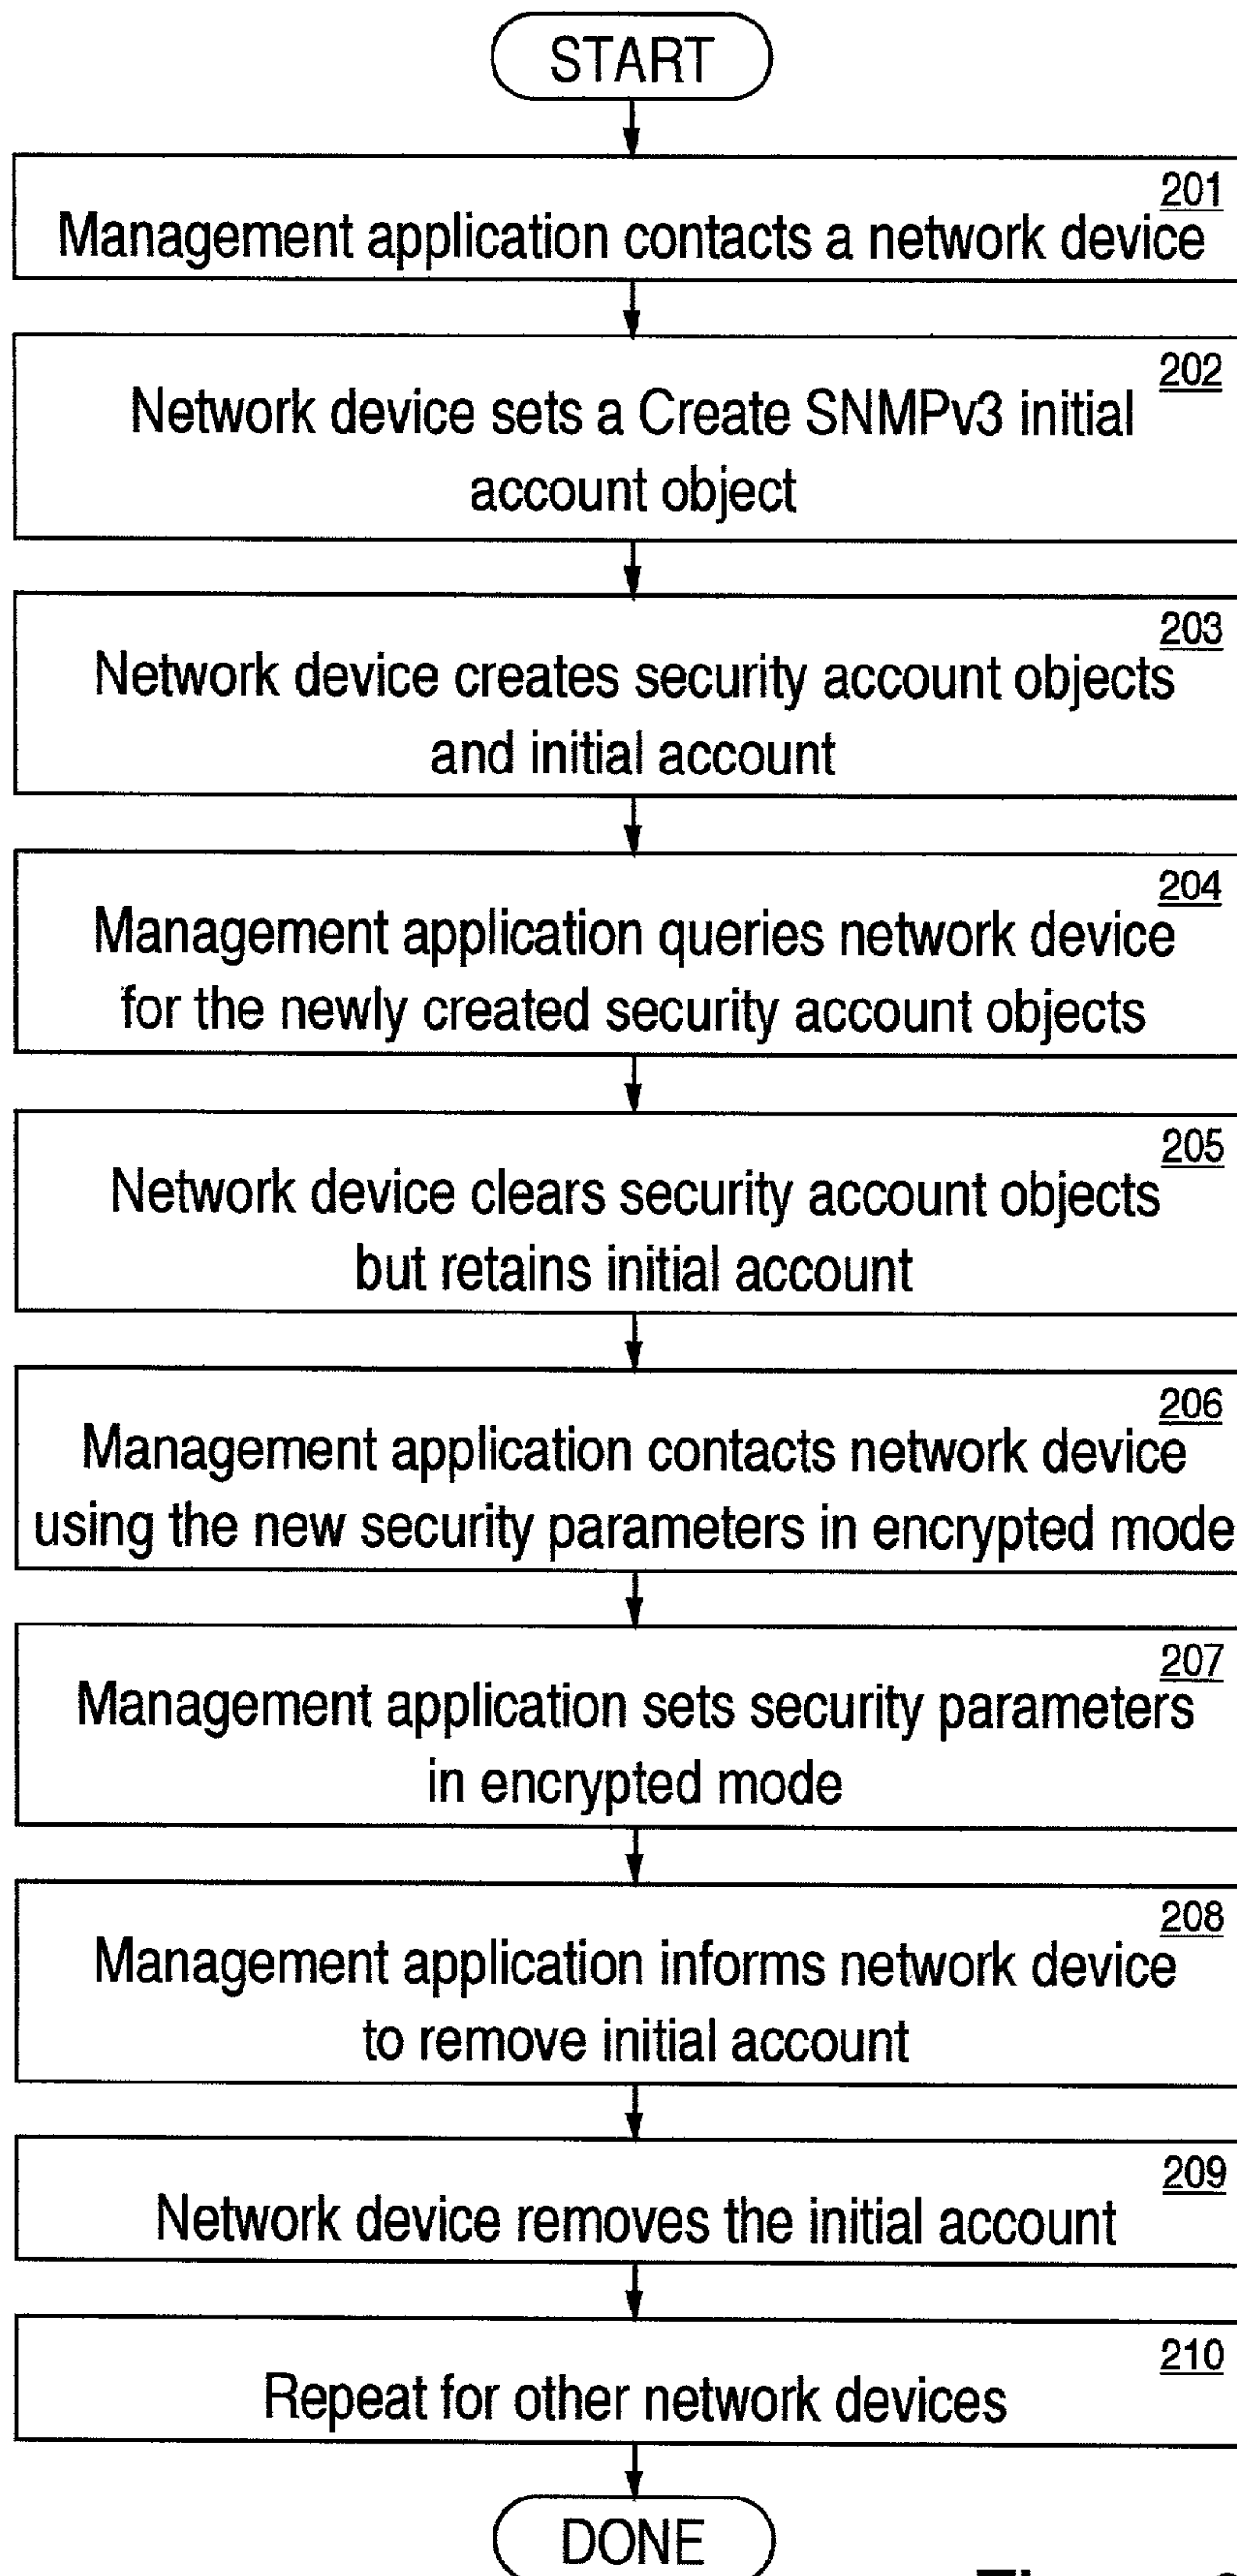 START
201
Management application contacts a network device
202
Network device sets a Create SNMPv3 initial
account object
203
Network device creates security account objects
and initial account
204
Management application queries network device
for the newly created security account objects
205
Network device clears security account objects
but retains initial account
206
Management application contacts network device
using the new security parameters in encrypted mode
207
Management application sets security parameters
in encrypted mode
208
Management application informs network device
to remove initial account
209
Network device removes the initial account
210
Repeat for other network devices
DONE